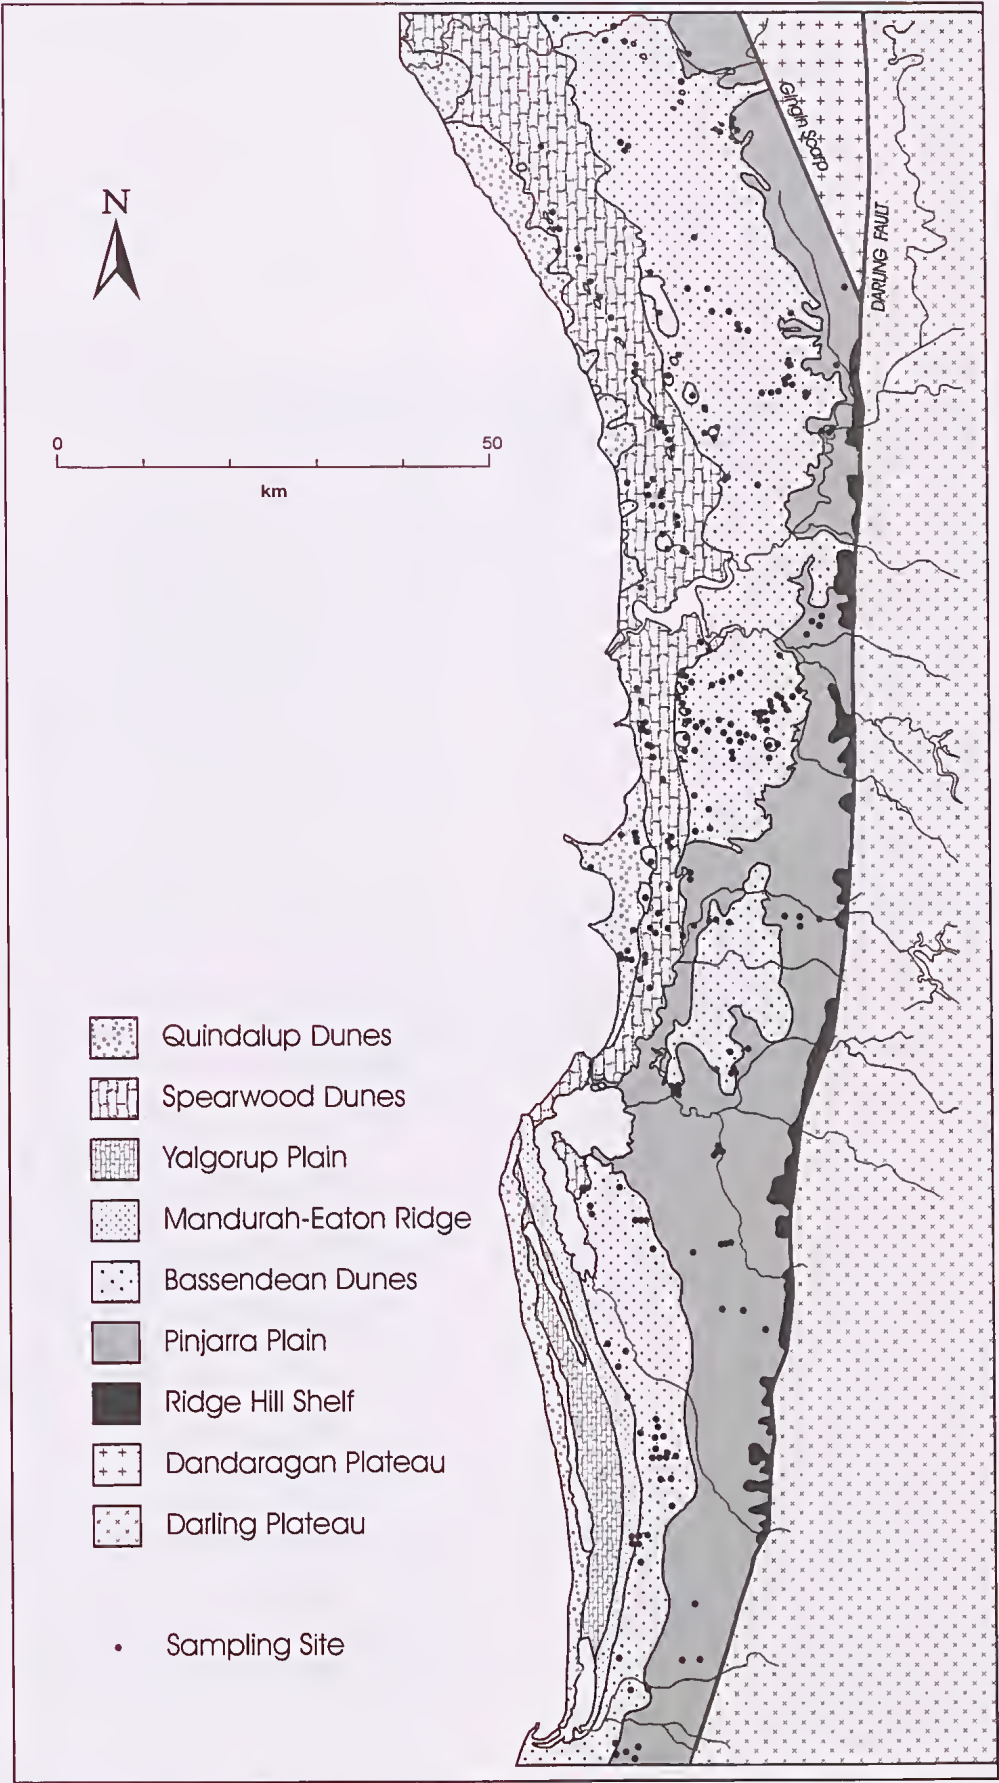 Gingin Scarp
DARLING FAULT
N
0 50
km
Quindalup Dunes
Spearwood Dunes
Yalgorup Plain
Mandurah-Eaton Ridge
Bassendean Dunes
Pinjarra Plain
Ridge Hill Shelf
Dandaragan Plateau
Darling Plateau
Sampling Site